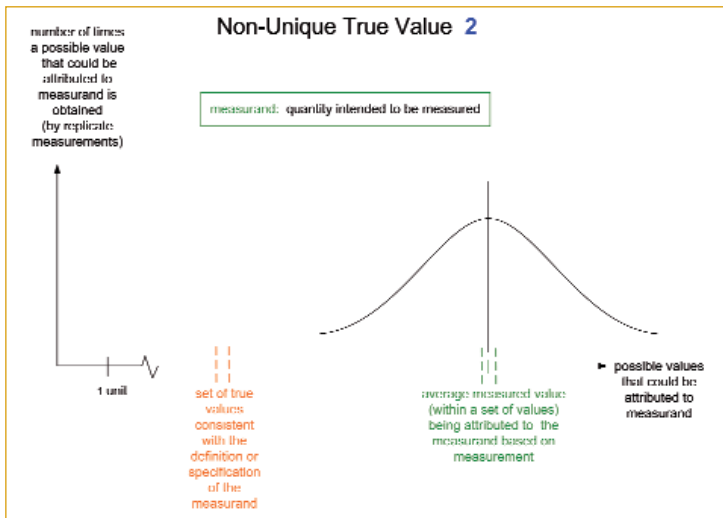 Non-Unique True Value 2
number of times
a possible value
that could be
attributed to
measurand is
obtained
(by replicate
measurements)
measurand: quantity intended to be measured
1 unit
set of true
values
consistent
with the
definition or
specification
of the
measurand
average measured value
(within a set of values)
being attributed to the
measurand based on
measurement
possible values
that could be
attributed to
measurand